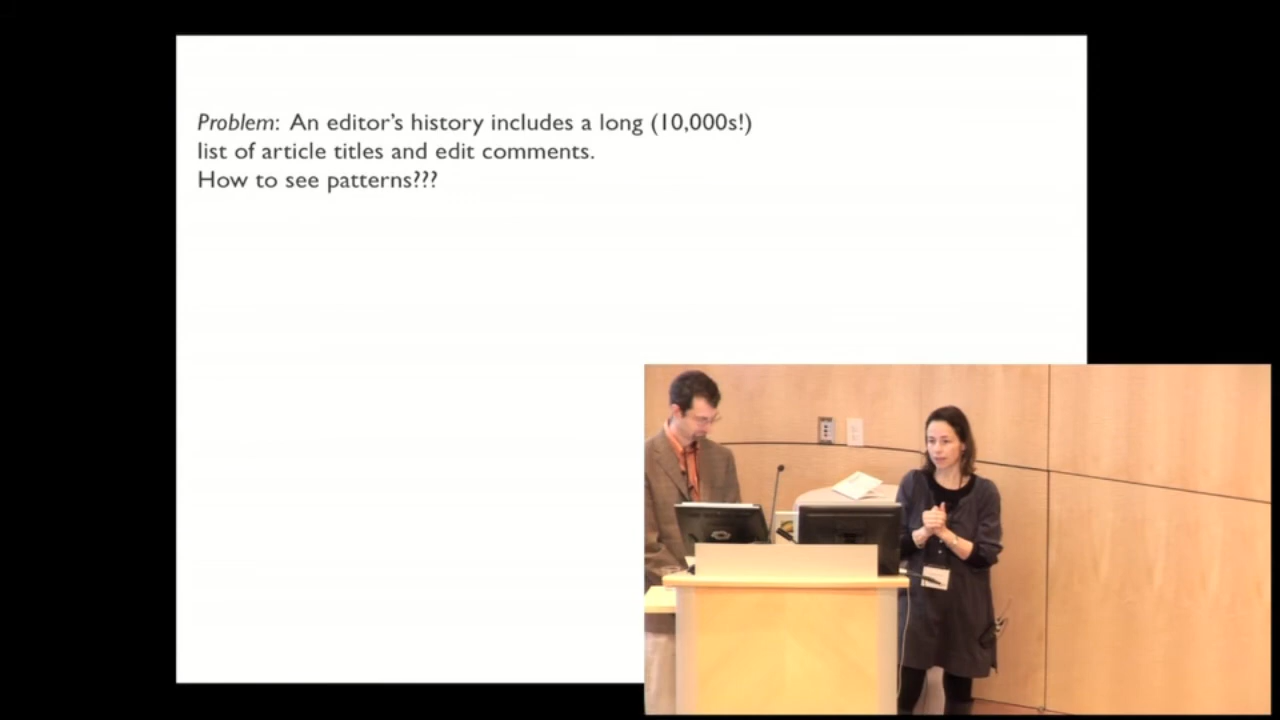 Problem: An editor's history includes a long (10,000s!)
list of article titles and edit comments.
How to see patterns???